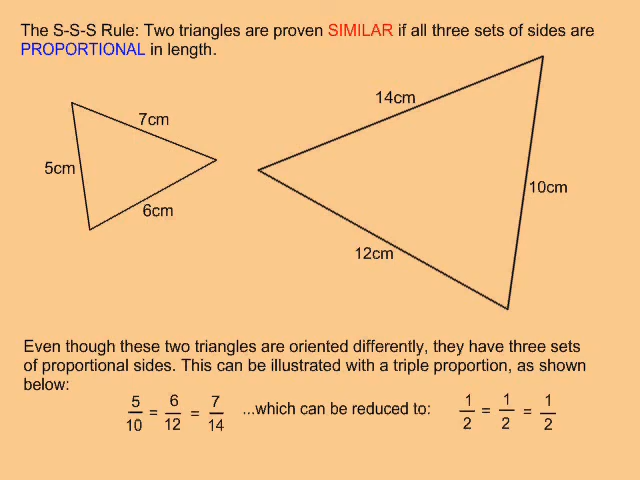 The S-S-S Rule: Two triangles are proven SIMILAR if all three sets of sides are
PROPORTIONAL in length.
14cm
7cm
5cm
10cm
6cm
12cm
Even though these two triangles are oriented differently, they have three sets
of proportional sides. This can be illustrated with a triple proportion, as shown
below:
5/10 = 6/12 = 7/14 ...which can be reduced to: 1/2 = 1/2 = 1/2